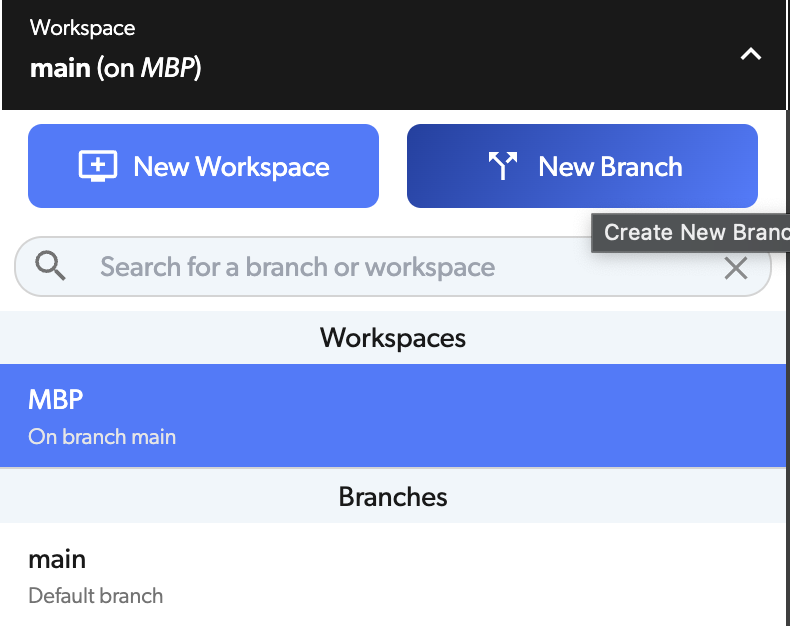 Workspace
main (on MBP)
New Workspace
New Branch
Create New Branc
Search for a branch or workspace
Workspaces
MBP
On branch main
Branches
main
Default branch